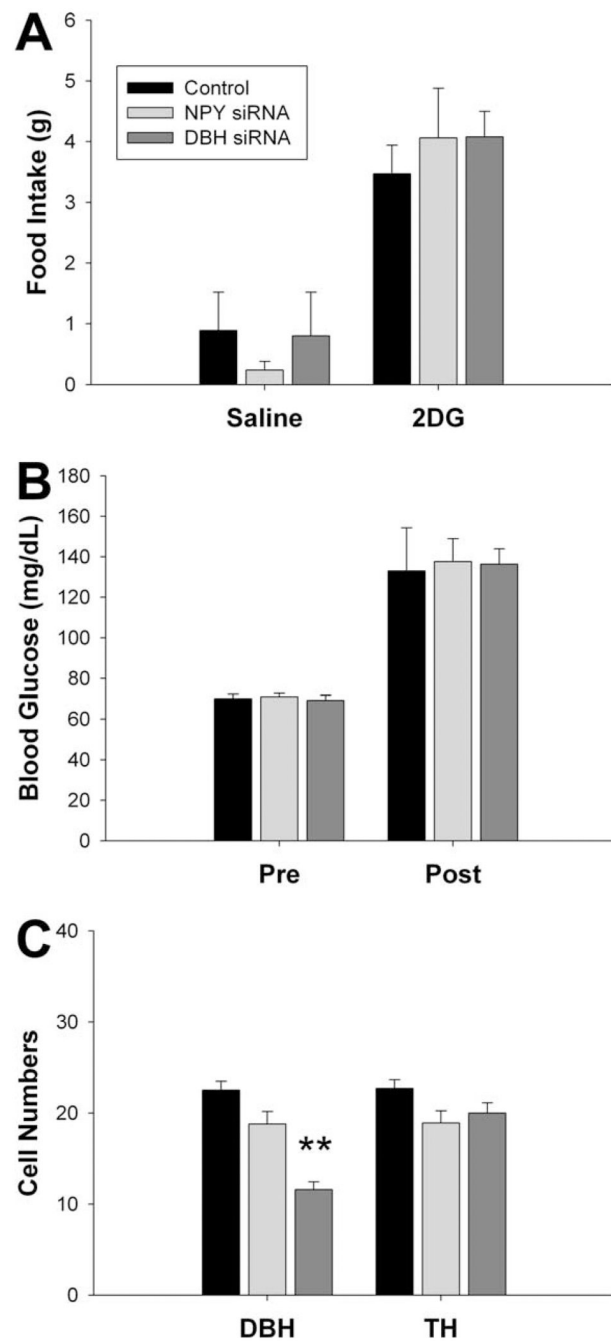 A
Food Intake (g)
6
5
4
3
2
1
0
Control
NPY siRNA
DBH siRNA
Saline 2DG
B
Blood Glucose (mg/dL)
180
160
140
120
100
80
60
40
20
0
Pre Post
C
Cell Numbers
40
30
20
10
0
**
DBH TH